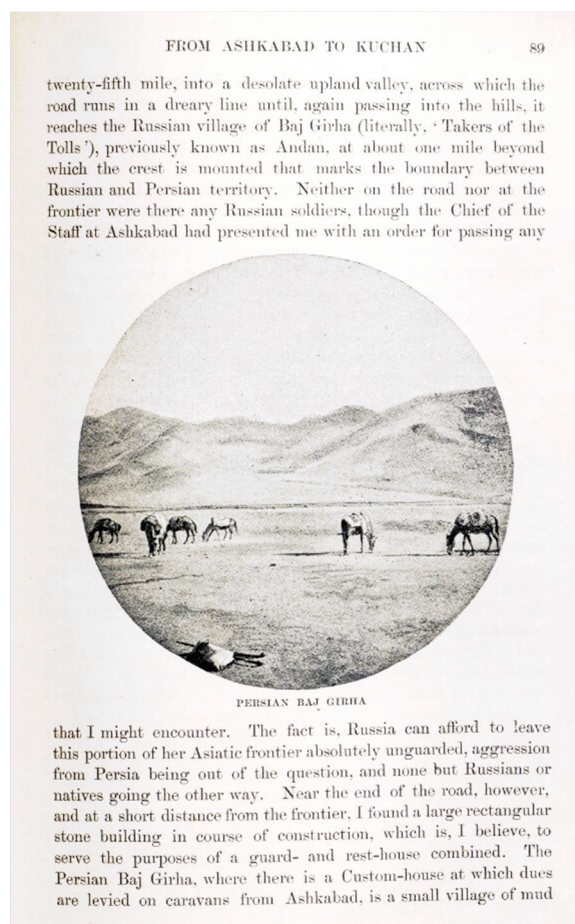 FROM ASHKABAD TO KUCHAN 89
twenty-fifth mile, into a desolate upland valley, across which the
road runs in a dreary line until, again passing into the hills, it
reaches the Russian village of Baj Girha (literally, ‘Takers of the
Tolls’), previously known as Andan, at about one mile beyond
which the crest is mounted that marks the boundary between
Russian and Persian territory. Neither on the road nor at the
frontier were there any Russian soldiers, though the Chief of the
Staff at Ashkabad had presented me with an order for passing any
PERSIAN BAJ GIRHA
that I might encounter. The fact is, Russia can afford to leave
this portion of her Asiatic frontier absolutely unguarded, aggression
from Persia being out of the question, and none but Russians or
natives going the other way. Near the end of the road, however,
and at a short distance from the frontier, I found a large rectangular
stone building in course of construction, which is, I believe, to
serve the purposes of a guard- and rest-house combined. The
Persian Baj Girha, where there is a Custom-house at which dues
are levied on caravans from Ashkabad, is a small village of mud